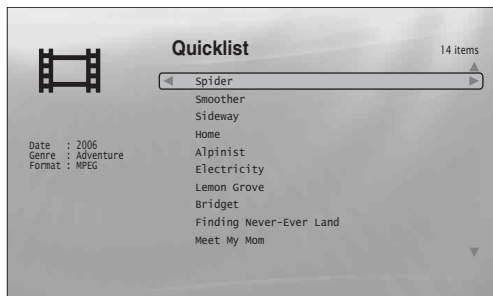 Quicklist
14 items
Spider
Smoother
Sideway
Home
Alpinist
Electricity
Lemon Grove
Bridget
Finding Never-Ever Land
Meet My Mom
Date : 2006
Genre : Adventure
Format : MPEG